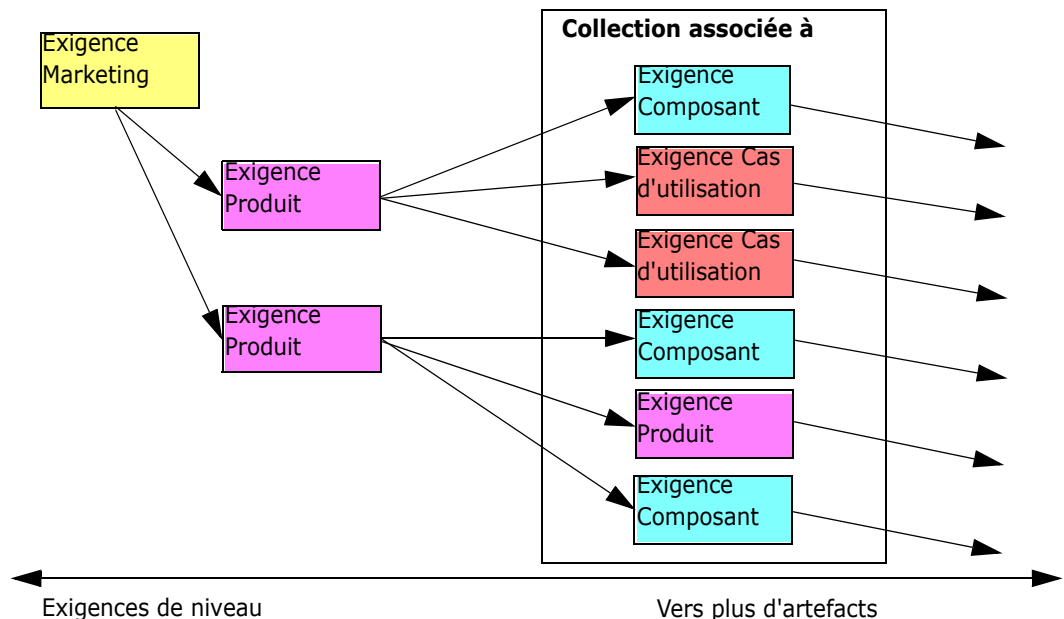 Collection associée à
Exigence
Marketing
Exigence
Produit
Exigence
Produit
Exigence
Composant
Exigence Cas
d'utilisation
Exigence Cas
d'utilisation
Exigence
Composant
Exigence
Produit
Exigence
Composant
Exigences de niveau
Vers plus d'artefacts